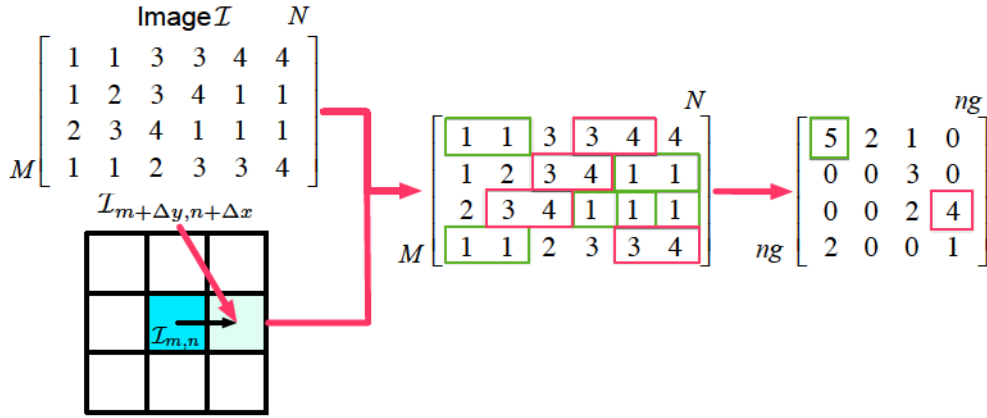 Image ℐ N
1 1 3 3 4 4
1 2 3 4 1 1
2 3 4 1 1 1
M 1 1 2 3 3 4
ℐm+Δy,n+Δx
ℐm,n
N
1 1 3 3 4 4
1 2 3 4 1 1
2 3 4 1 1 1
M 1 1 2 3 3 4
ng
5 2 1 0
0 0 3 0
0 0 2 4
ng 2 0 0 1